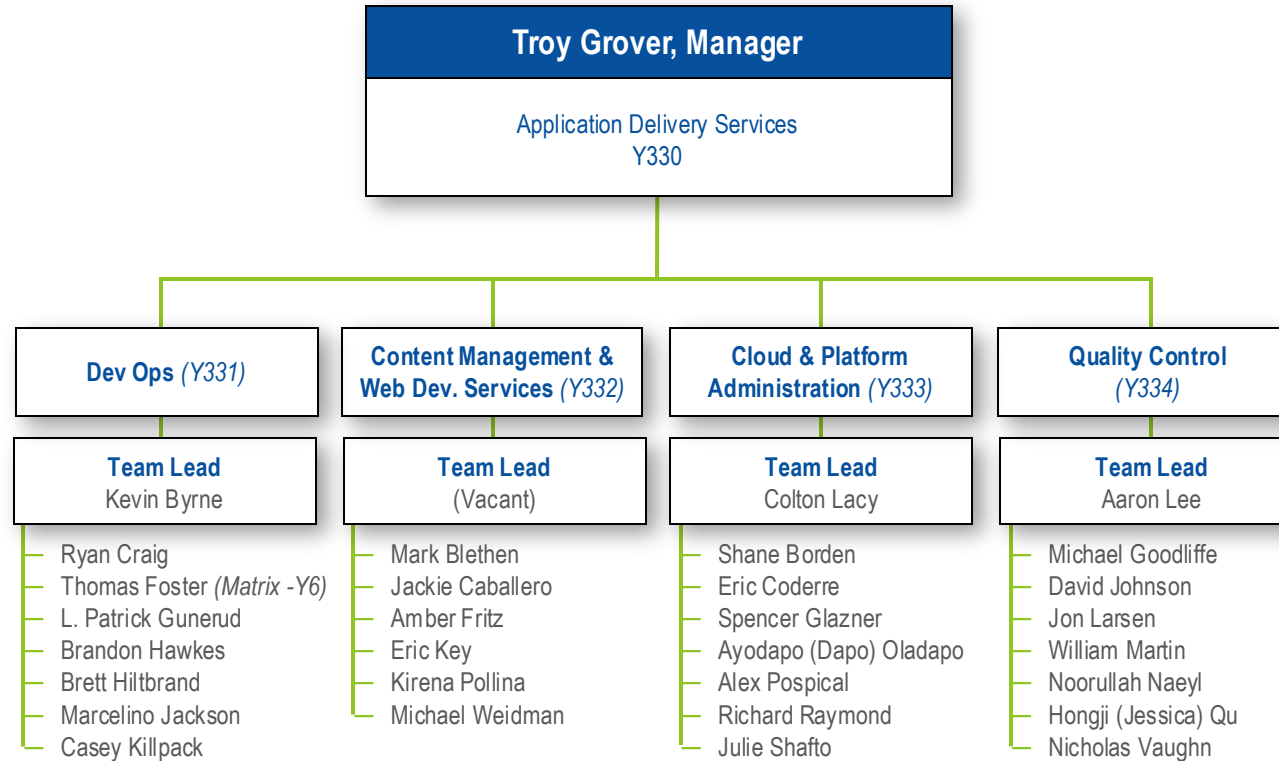 Troy Grover, Manager
Application Delivery Services
Y330
Dev Ops (Y331)
Team Lead
Kevin Byrne
Ryan Craig
Thomas Foster (Matrix -Y6)
L. Patrick Gunerud
Brandon Hawkes
Brett Hiltbrand
Marcelino Jackson
Casey Killpack
Content Management &
Web Dev. Services (Y332)
Team Lead
(Vacant)
Mark Blethen
Jackie Caballero
Amber Fritz
Eric Key
Kirena Pollina
Michael Weidman
Cloud & Platform
Administration (Y333)
Team Lead
Colton Lacy
Shane Borden
Eric Coderre
Spencer Glazner
Ayodapo (Dapo) Oladapo
Alex Pospical
Richard Raymond
Julie Shafto
Quality Control
(Y334)
Team Lead
Aaron Lee
Michael Goodliffe
David Johnson
Jon Larsen
William Martin
Noorullah Naeyl
Hongji (Jessica) Qu
Nicholas Vaughn